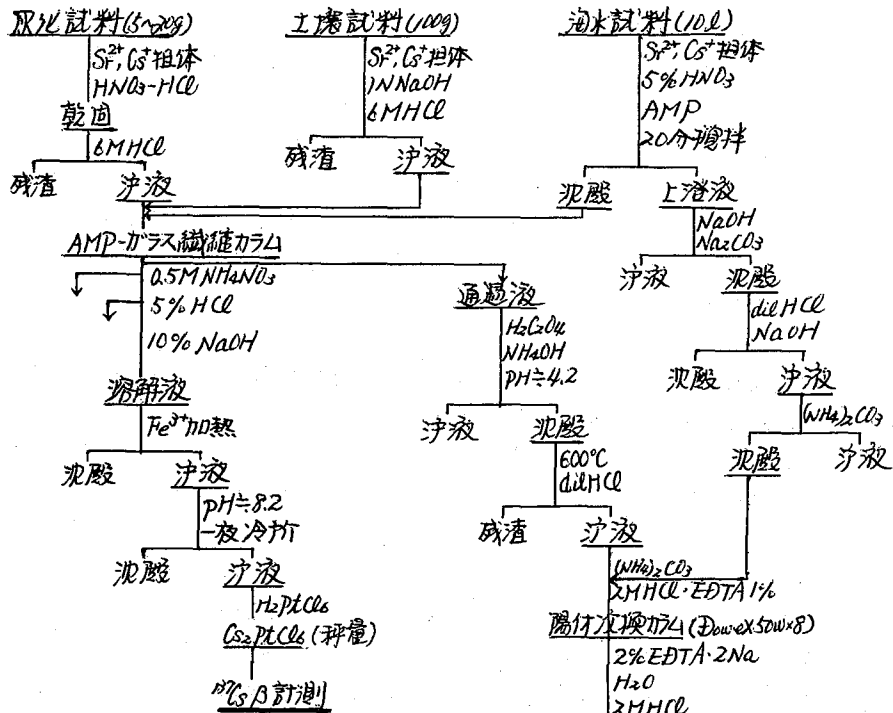 灰化試料(15~20g)
Sr²⁺, Cs⁺担体
HNO₃-HCl
乾固
6MHCl
残渣 沪液
土壌試料(100g)
Sr²⁺, Cs⁺担体
1NNaOH
6MHCl
残渣 沪液
海水試料(10l)
Sr²⁺, Cs⁺担体
5%HNO₃
AMP
20分攪拌
沈殿 上澄液
NaOH
Na₂CO₃
沪液 沈殿
dilHCl
NaOH
沈殿 沪液
(NH₄)₂CO₃
沈殿 沪液
AMP-ガラス繊維カラム
0.5MNH₄NO₃
5%HCl
10%NaOH
溶解液
Fe³⁺加熱
沈殿 沪液
pH≒8.2
一夜冷却
沈殿 沪液
H₂PtCl₆
Cs₂PtCl₆(秤量)
¹³⁷Csβ計測
通過液
H₂C₂O₄
NH₄OH
PH≒4.2
沪液 沈殿
600℃
dilHCl
残渣 沪液
(NH₄)₂CO₃
2MHCl・EDTA1%
陽イオン交換カラム(Dowex50w×8)
2%EDTA・2Na
H₂O
2MHCl